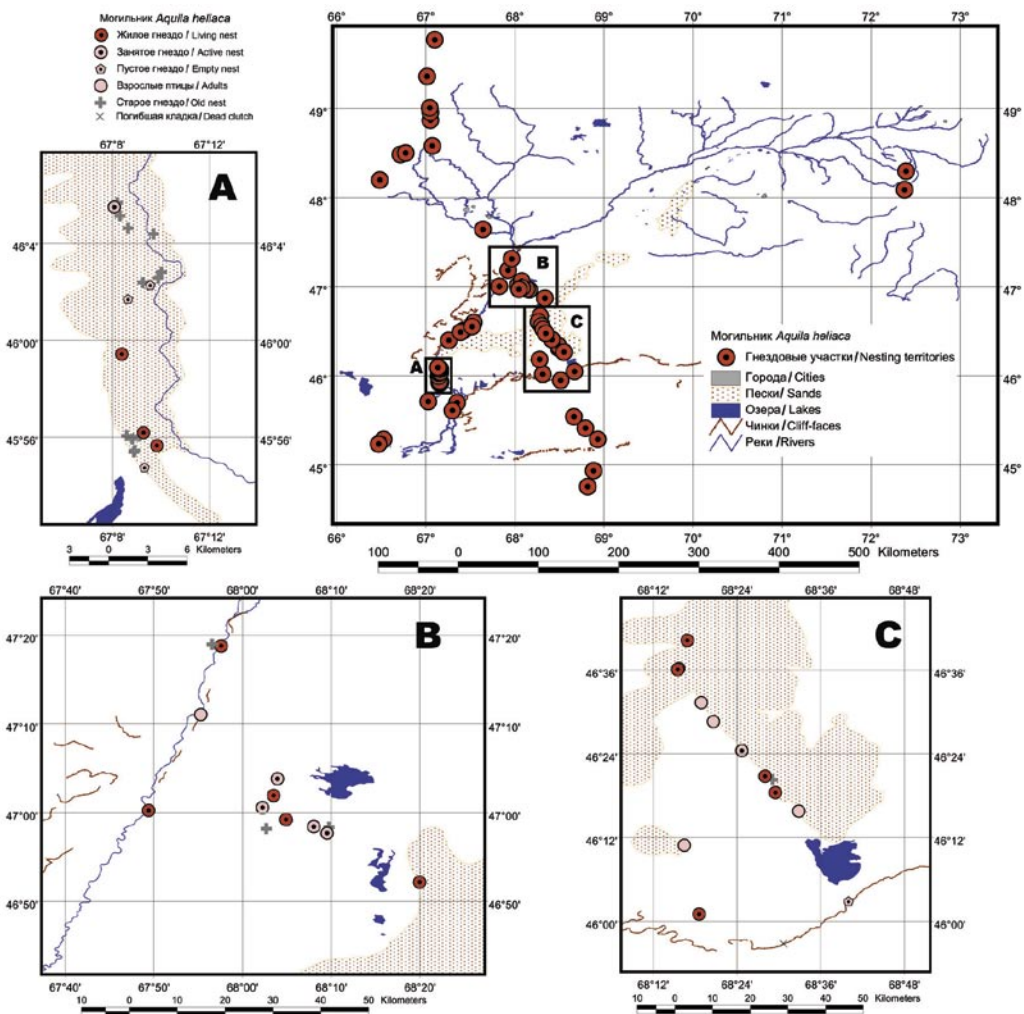 Могильник Aquila heliaca
Жилое гнездо / Living nest
Занятое гнездо / Active nest
Пустое гнездо / Empty nest
Взрослые птицы / Adults
Старое гнездо / Old nest
Погибшая кладка / Dead clutch
67°8' 67°12'
A
46°4' 46°4'
46°00' 46°00'
45°56' 45°56'
67°8' 67°12'
3 0 3 6 Kilometers
66° 67° 68° 69° 70° 71° 72° 73°
49° 49°
48° 48°
47° 47°
46° 46°
45° 45°
B
C
A
Могильник Aquila heliaca
Гнездовые участки / Nesting territories
Города / Cities
Пески / Sands
Озера / Lakes
Чинки / Cliff-faces
Реки / Rivers
66° 67° 68° 69° 70° 71° 72° 73°
100 0 100 200 300 400 500 Kilometers
67°40' 67°50' 68°00' 68°10' 68°20'
B
47°20' 47°20'
47°10' 47°10'
47°00' 47°00'
46°50' 46°50'
67°40' 67°50' 68°00' 68°10' 68°20'
10 0 10 20 30 40 50 Kilometers
68°12' 68°24' 68°36' 68°48'
C
46°36' 46°36'
46°24' 46°24'
46°12' 46°12'
46°00' 46°00'
68°12' 68°24' 68°36' 68°48'
10 0 10 20 30 40 50 Kilometers